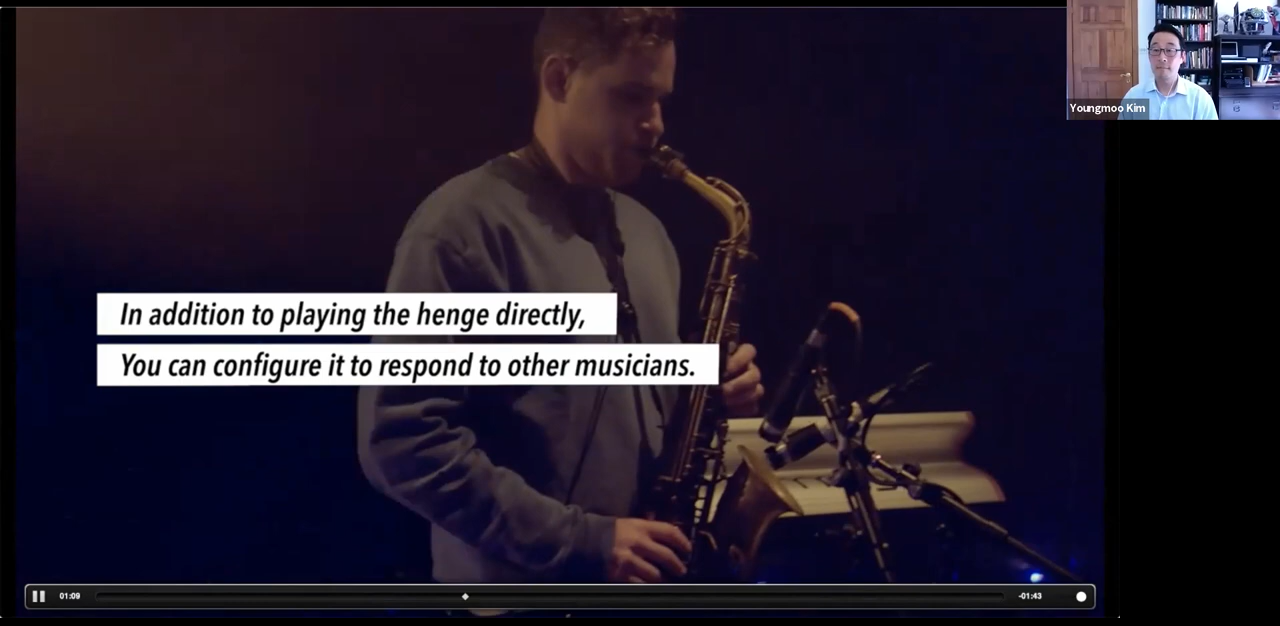 Youngmoo Kim
In addition to playing the henge directly,
You can configure it to respond to other musicians.
01:09
-01:43